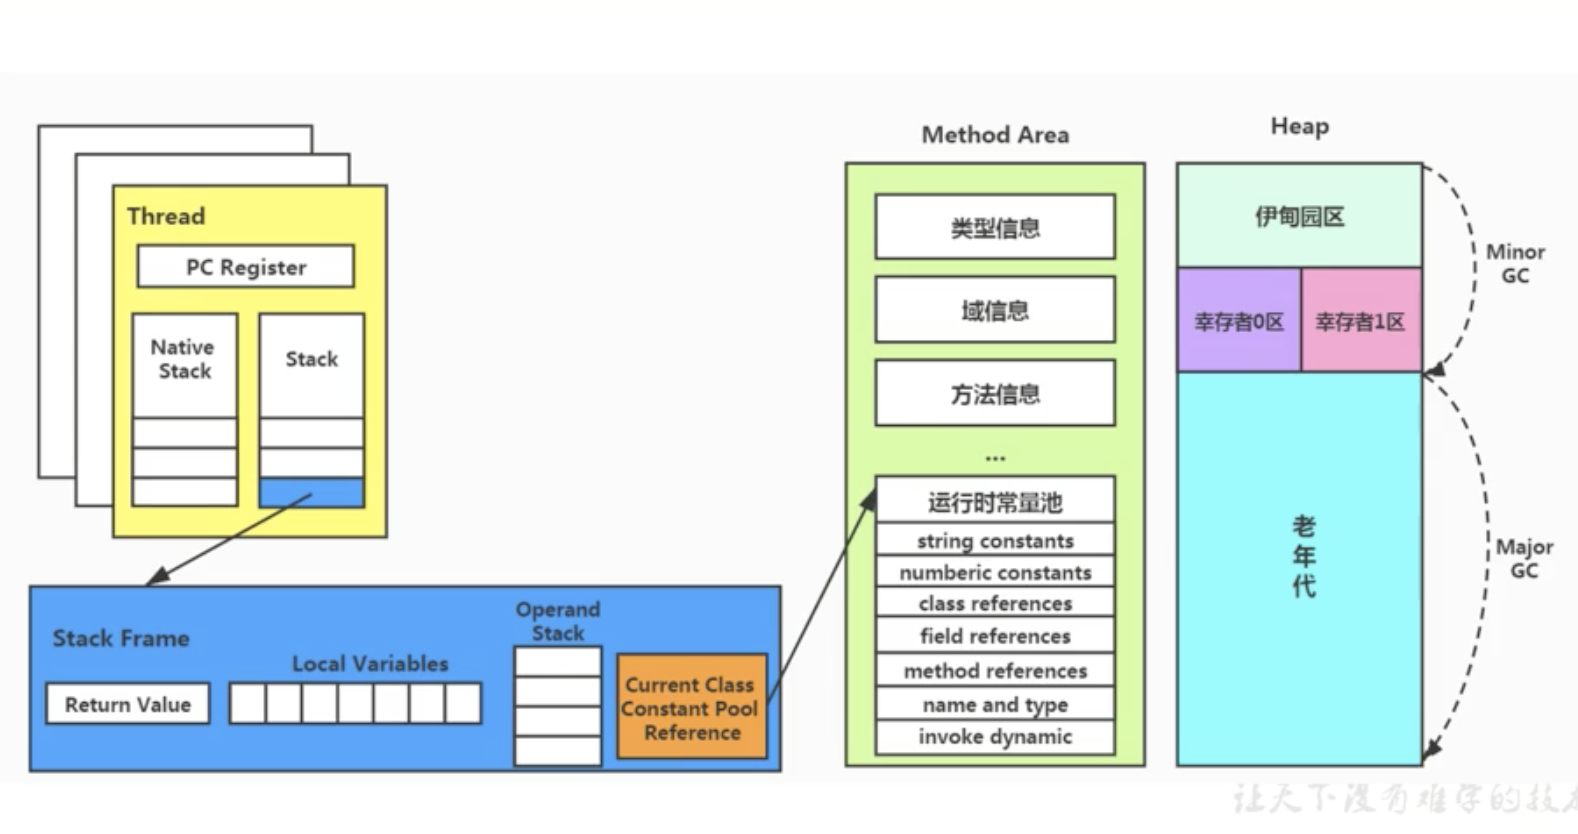 Thread
PC Register
Native
Stack
Stack
Stack Frame
Return Value
Local Variables
Operand
Stack
Current Class
Constant Pool
Reference
Method Area
类型信息
域信息
方法信息
...
运行时常量池
string constants
numberic constants
class references
field references
method references
name and type
invoke dynamic
Heap
伊甸园区
幸存者0区
幸存者1区
老
年
代
Minor
GC
Major
GC
让天下没有难学的技